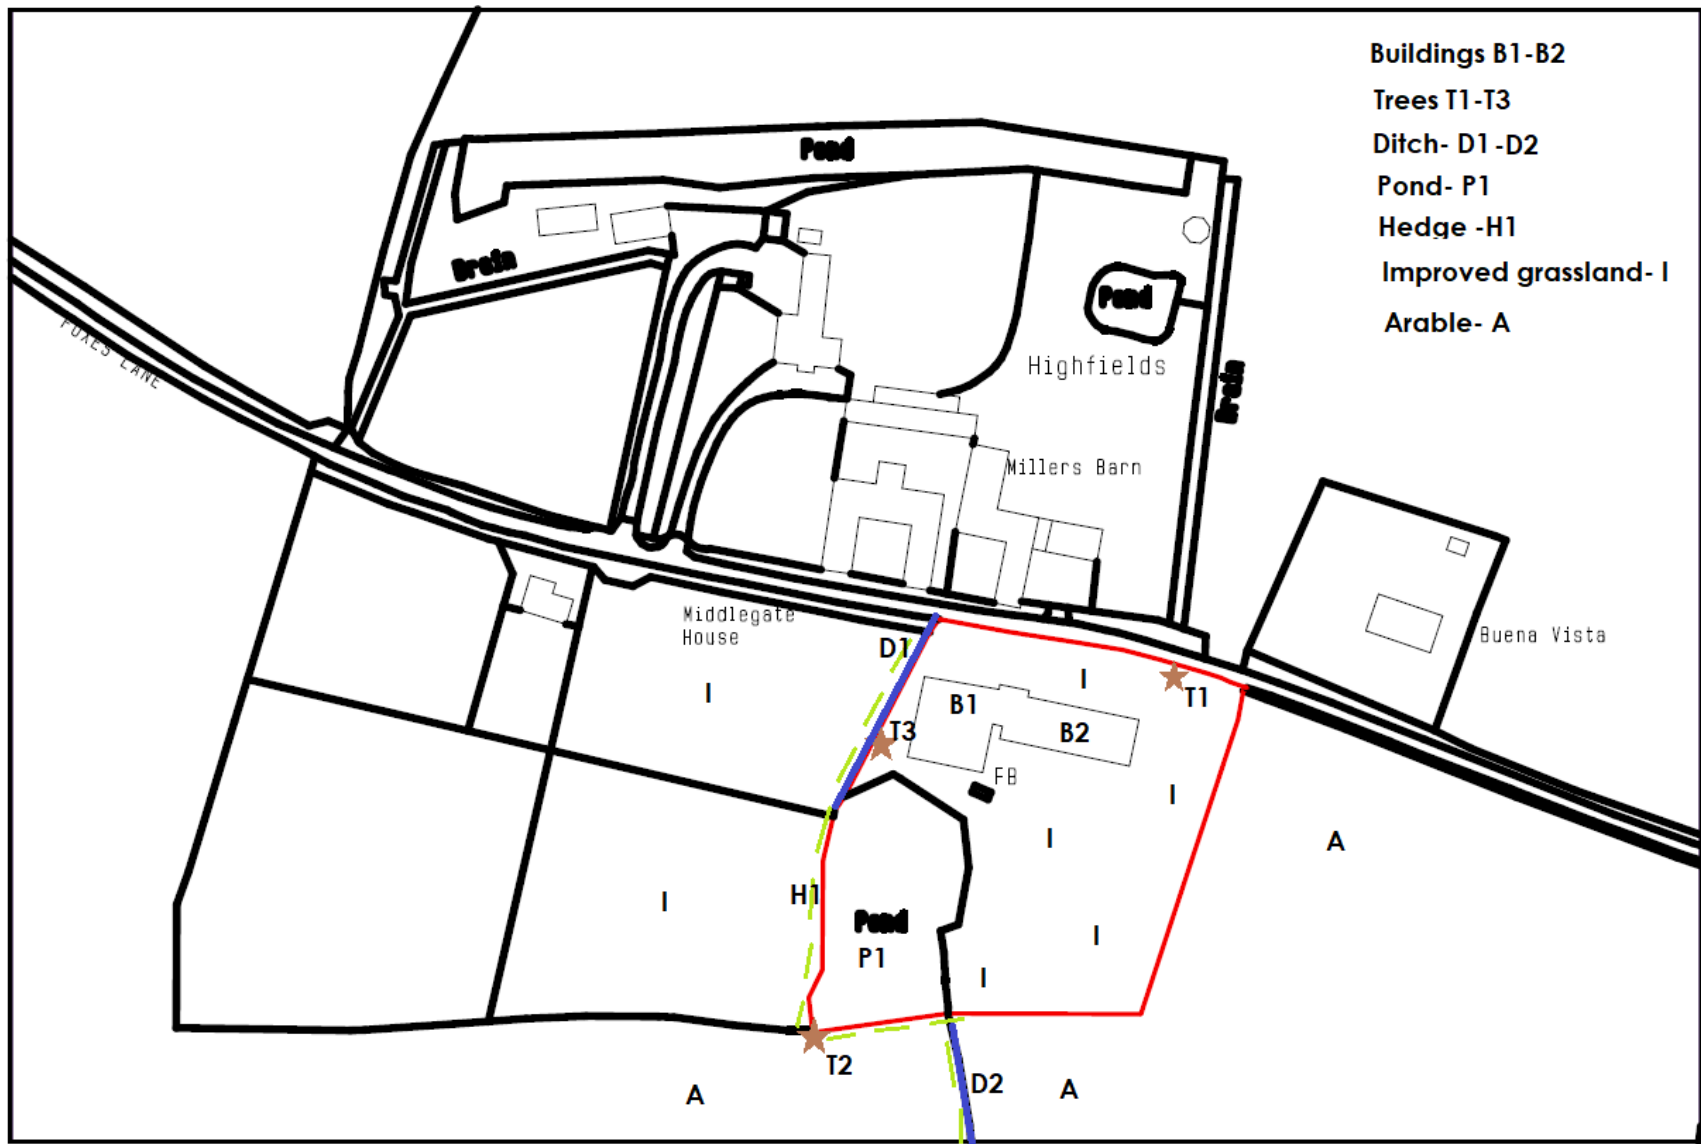 Buildings B1-B2
Trees T1-T3
Ditch- D1-D2
Pond- P1
Hedge -H1
Improved grassland- I
Arable- A
Pond
Drain
Pond
FOXES LANE
Highfields
Drain
Millers Barn
Middlegate
House
Buena Vista
D1
I
T1
I
B1
T3
B2
FB
I
I
A
H1
I
Pond
I
P1
I
T2
D2
A
A